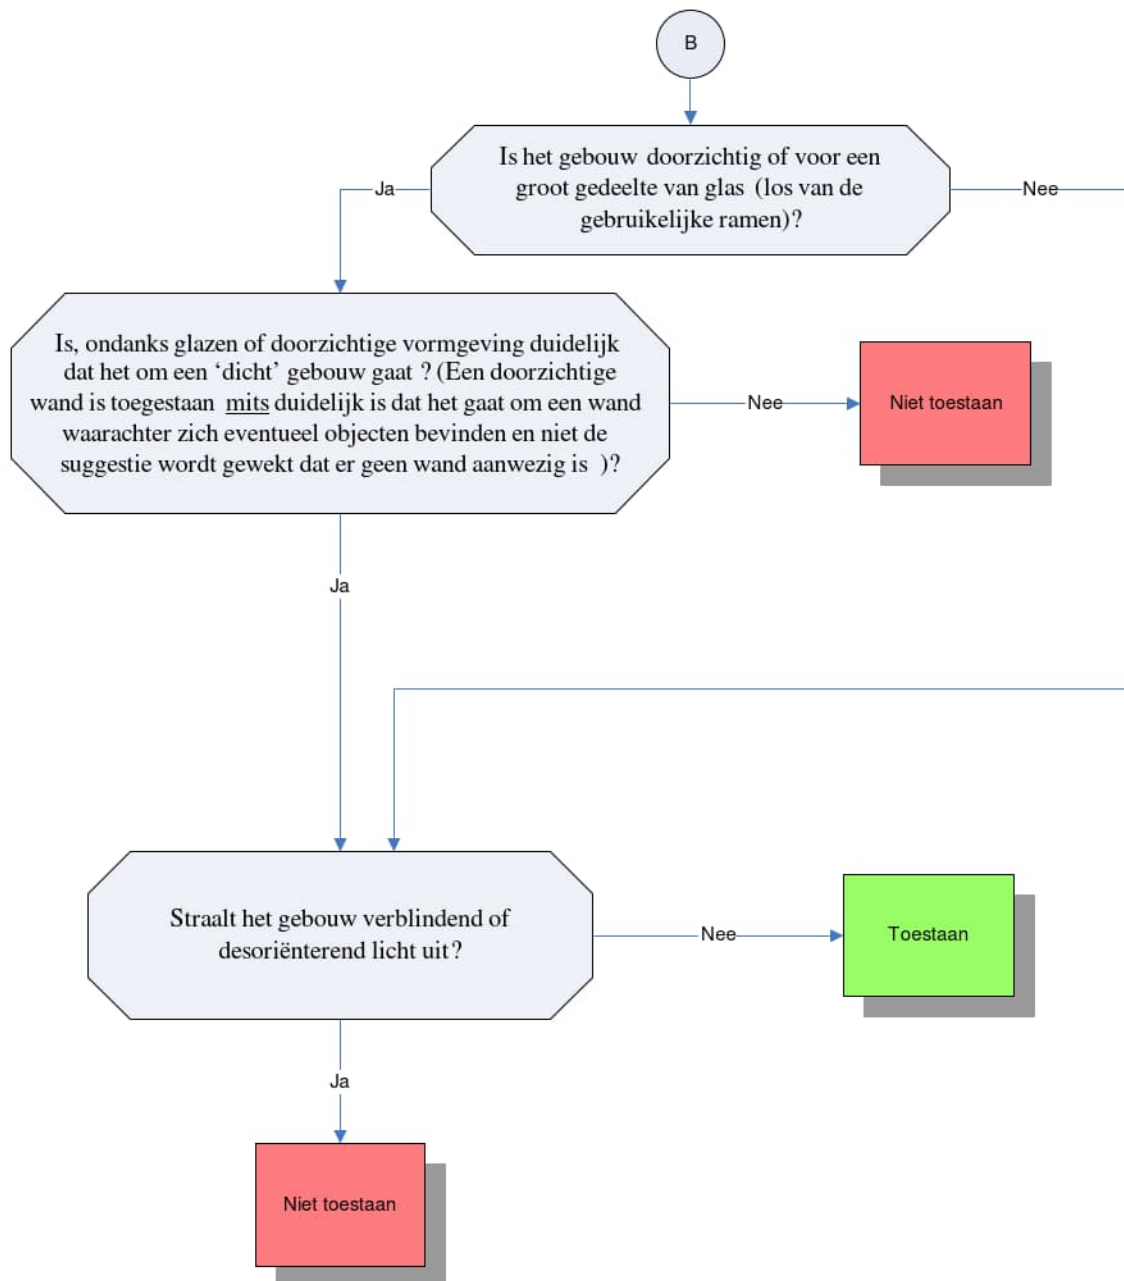 B
Is het gebouw doorzichtig of voor een
groot gedeelte van glas (los van de
gebruikelijke ramen)?
Ja
Nee
Is, ondanks glazen of doorzichtige vormgeving duidelijk
dat het om een ‘dicht’ gebouw gaat ? (Een doorzichtige
wand is toegestaan mits duidelijk is dat het gaat om een wand
waarachter zich eventueel objecten bevinden en niet de
suggestie wordt gewekt dat er geen wand aanwezig is )?
Nee
Niet toestaan
Ja
Straalt het gebouw verblindend of
desoriënterend licht uit?
Nee
Toestaan
Ja
Niet toestaan